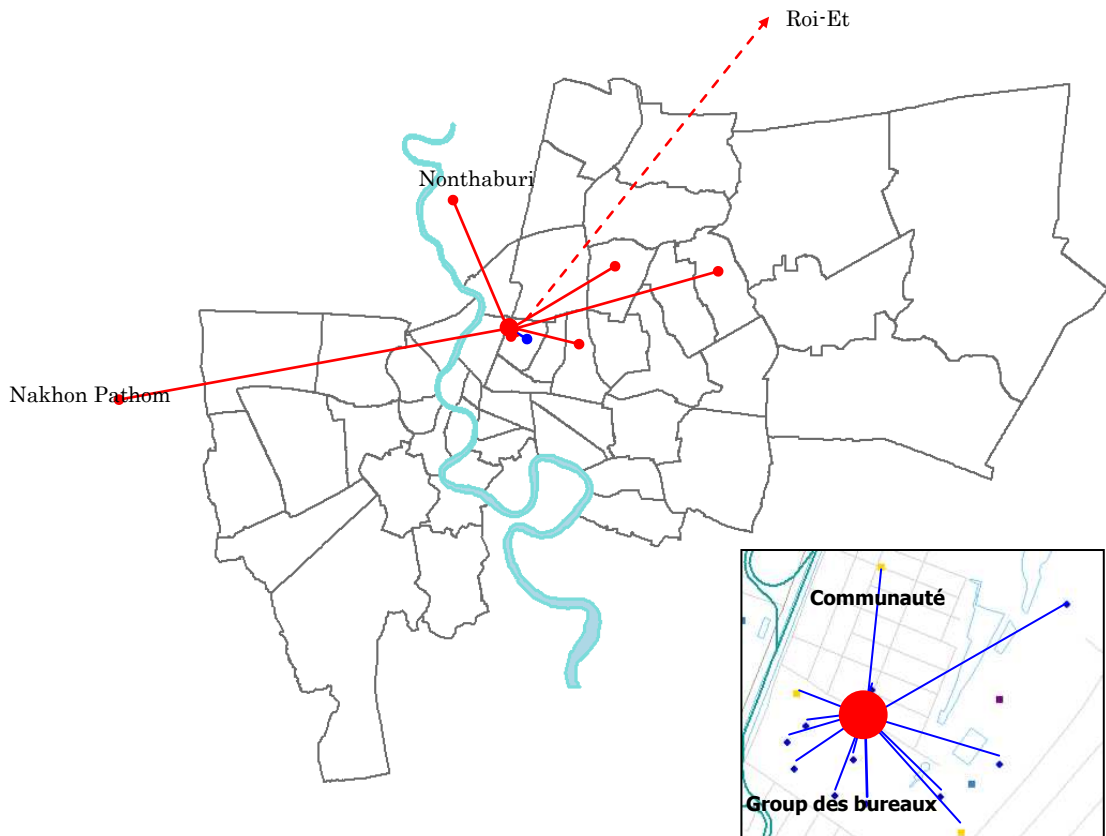 Roi-Et
Nonthaburi
Nakhon Pathom
Communauté
Group des bureaux